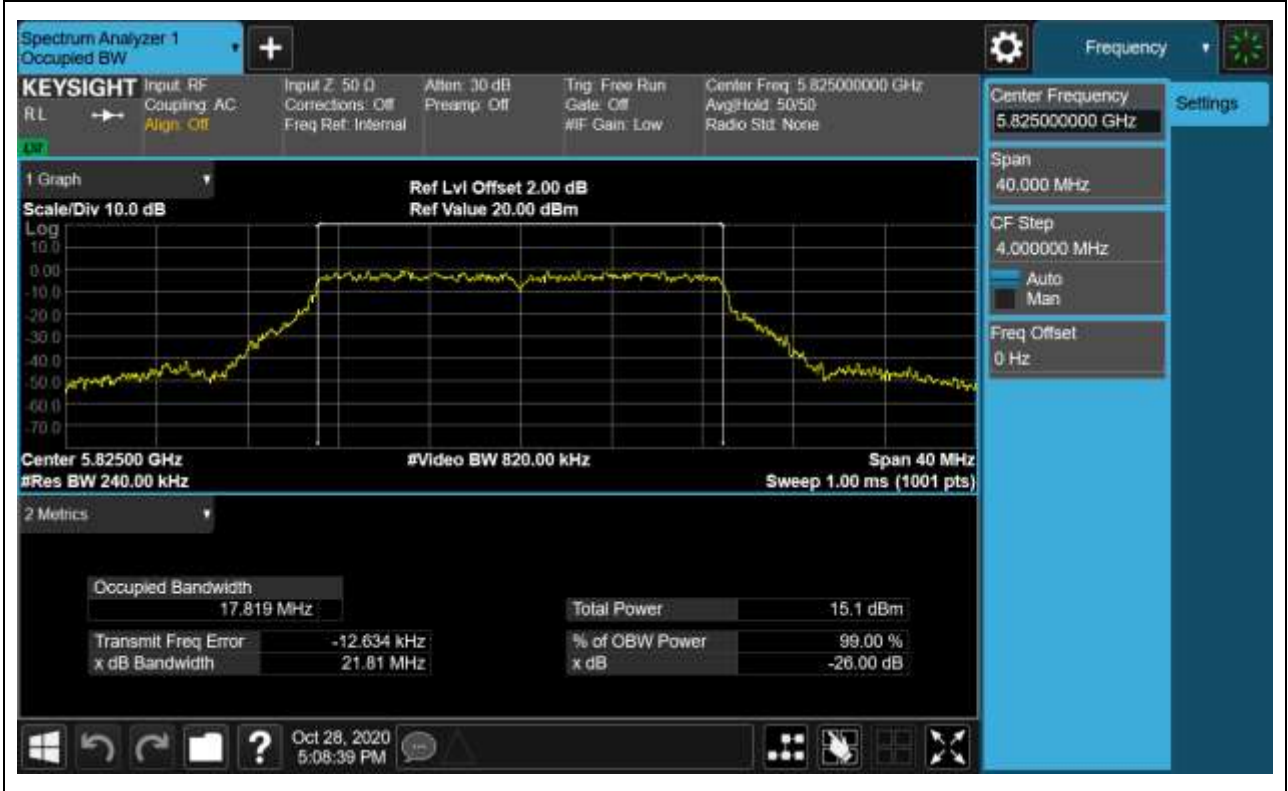 Spectrum Analyzer 1
Occupied BW
+
Frequency
KEYSIGHT
R L
Input: RF
Coupling: AC
Align: Off
Input Z: 50 Ω
Corrections: Off
Freq Ref: Internal
Atten: 30 dB
Preamp: Off
Trig: Free Run
Gate: Off
#IF Gain: Low
Center Freq: 5.825000000 GHz
Avg|Hold: 50/50
Radio Std: None
Center Frequency
5.825000000 GHz
Settings
Span
40.000 MHz
CF Step
4.000000 MHz
Auto
Man
Freq Offset
0 Hz
1 Graph
Scale/Div 10.0 dB
Ref Lvl Offset 2.00 dB
Ref Value 20.00 dBm
Log
10.0
0.00
-10.0
-20.0
-30.0
-40.0
-50.0
-60.0
-70.0
Center 5.82500 GHz
#Video BW 820.00 kHz
Span 40 MHz
#Res BW 240.00 kHz
Sweep 1.00 ms (1001 pts)
2 Metrics
Occupied Bandwidth
17.819 MHz
Total Power 15.1 dBm
Transmit Freq Error -12.634 kHz
% of OBW Power 99.00 %
x dB Bandwidth 21.81 MHz
x dB -26.00 dB
?
Oct 28, 2020
5:08:39 PM